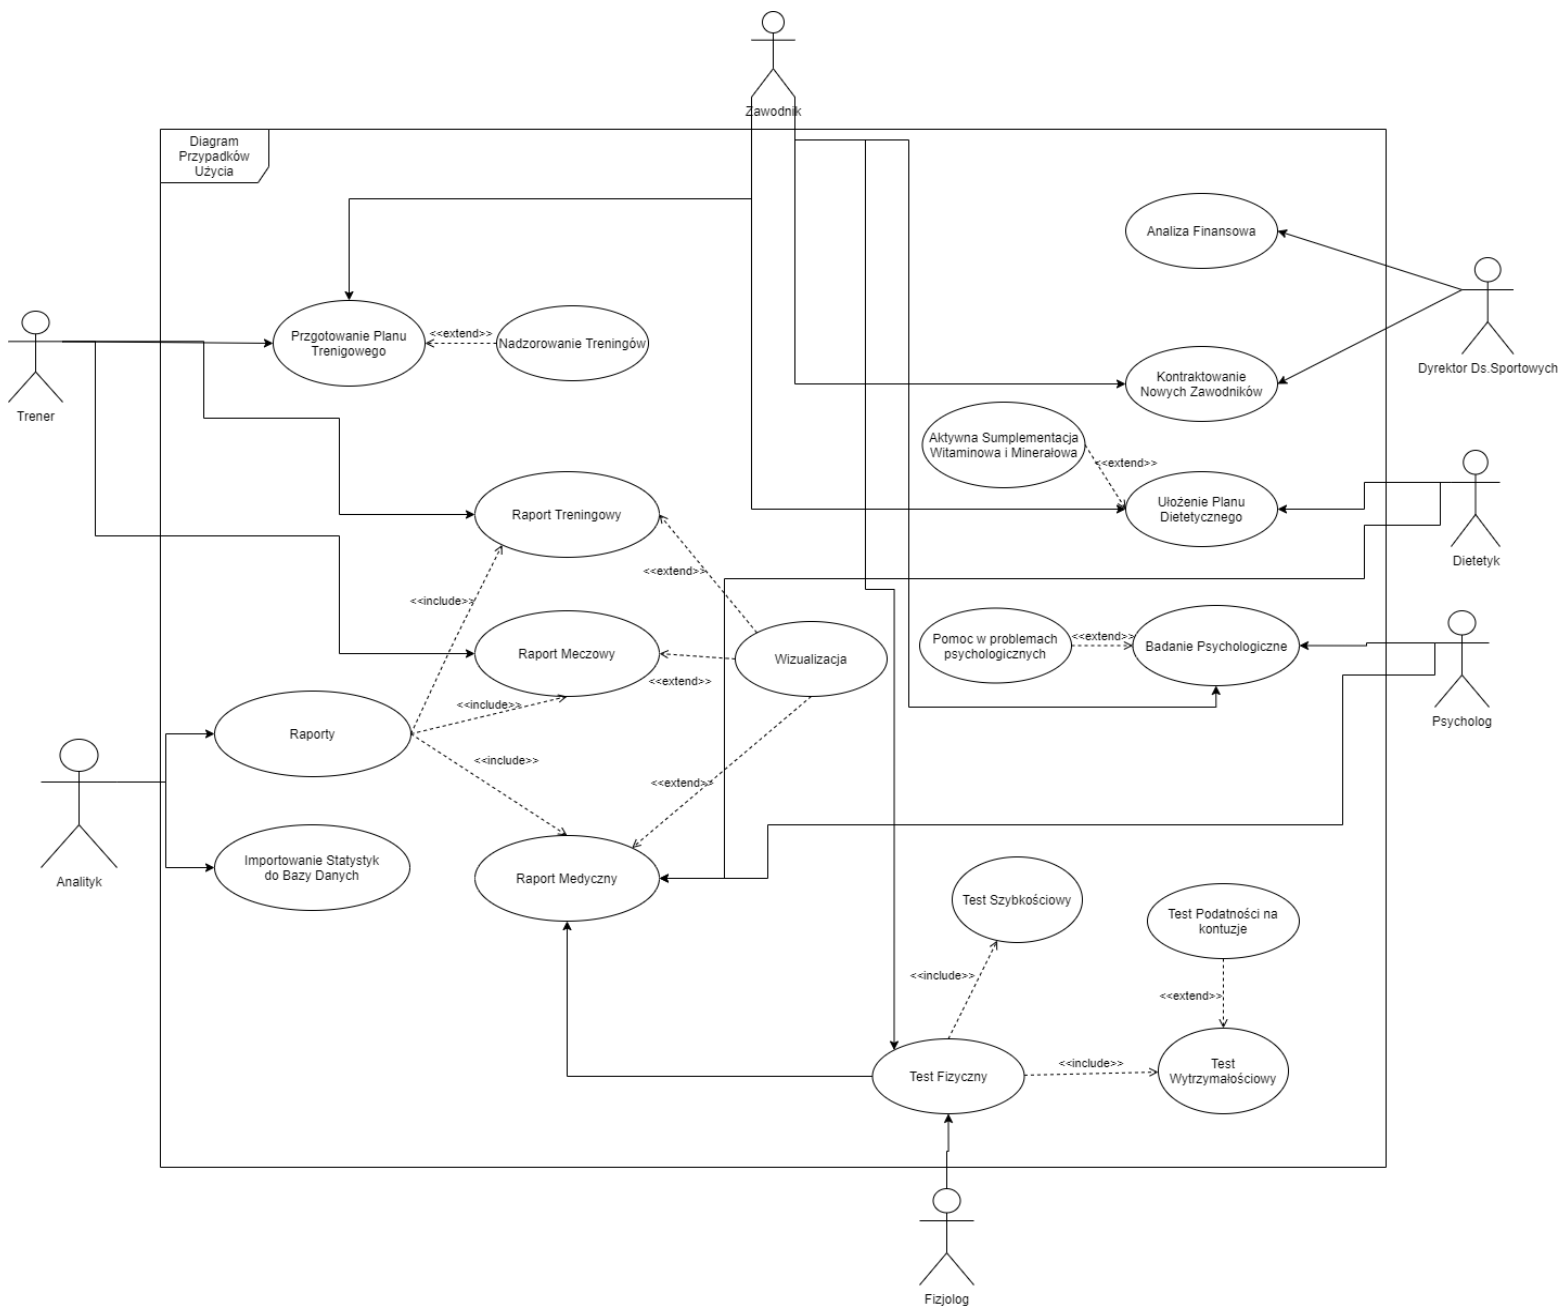 Zawodnik
Diagram
Przypadków
Użycia
Analiza Finansowa
Przgotowanie Planu
Trenigowego
<<extend>>
Nadzorowanie Treningów
Dyrektor Ds.Sportowych
Kontraktowanie
Nowych Zawodników
Trener
Aktywna Sumplementacja
Witaminowa i Minerałowa
<<extend>>
Raport Treningowy
Ułożenie Planu
Dietetycznego
Dietetyk
<<extend>>
<<include>>
Raport Meczowy
Wizualizacja
<<extend>>
Pomoc w problemach
psychologicznych
<<extend>>
Badanie Psychologiczne
<<include>>
Psycholog
Raporty
<<include>>
<<extend>>
Analityk
Importowanie Statystyk
do Bazy Danych
Raport Medyczny
Test Szybkościowy
Test Podatności na
kontuzje
<<include>>
<<extend>>
Test Fizyczny
<<include>>
Test
Wytrzymałościowy
Fizjolog